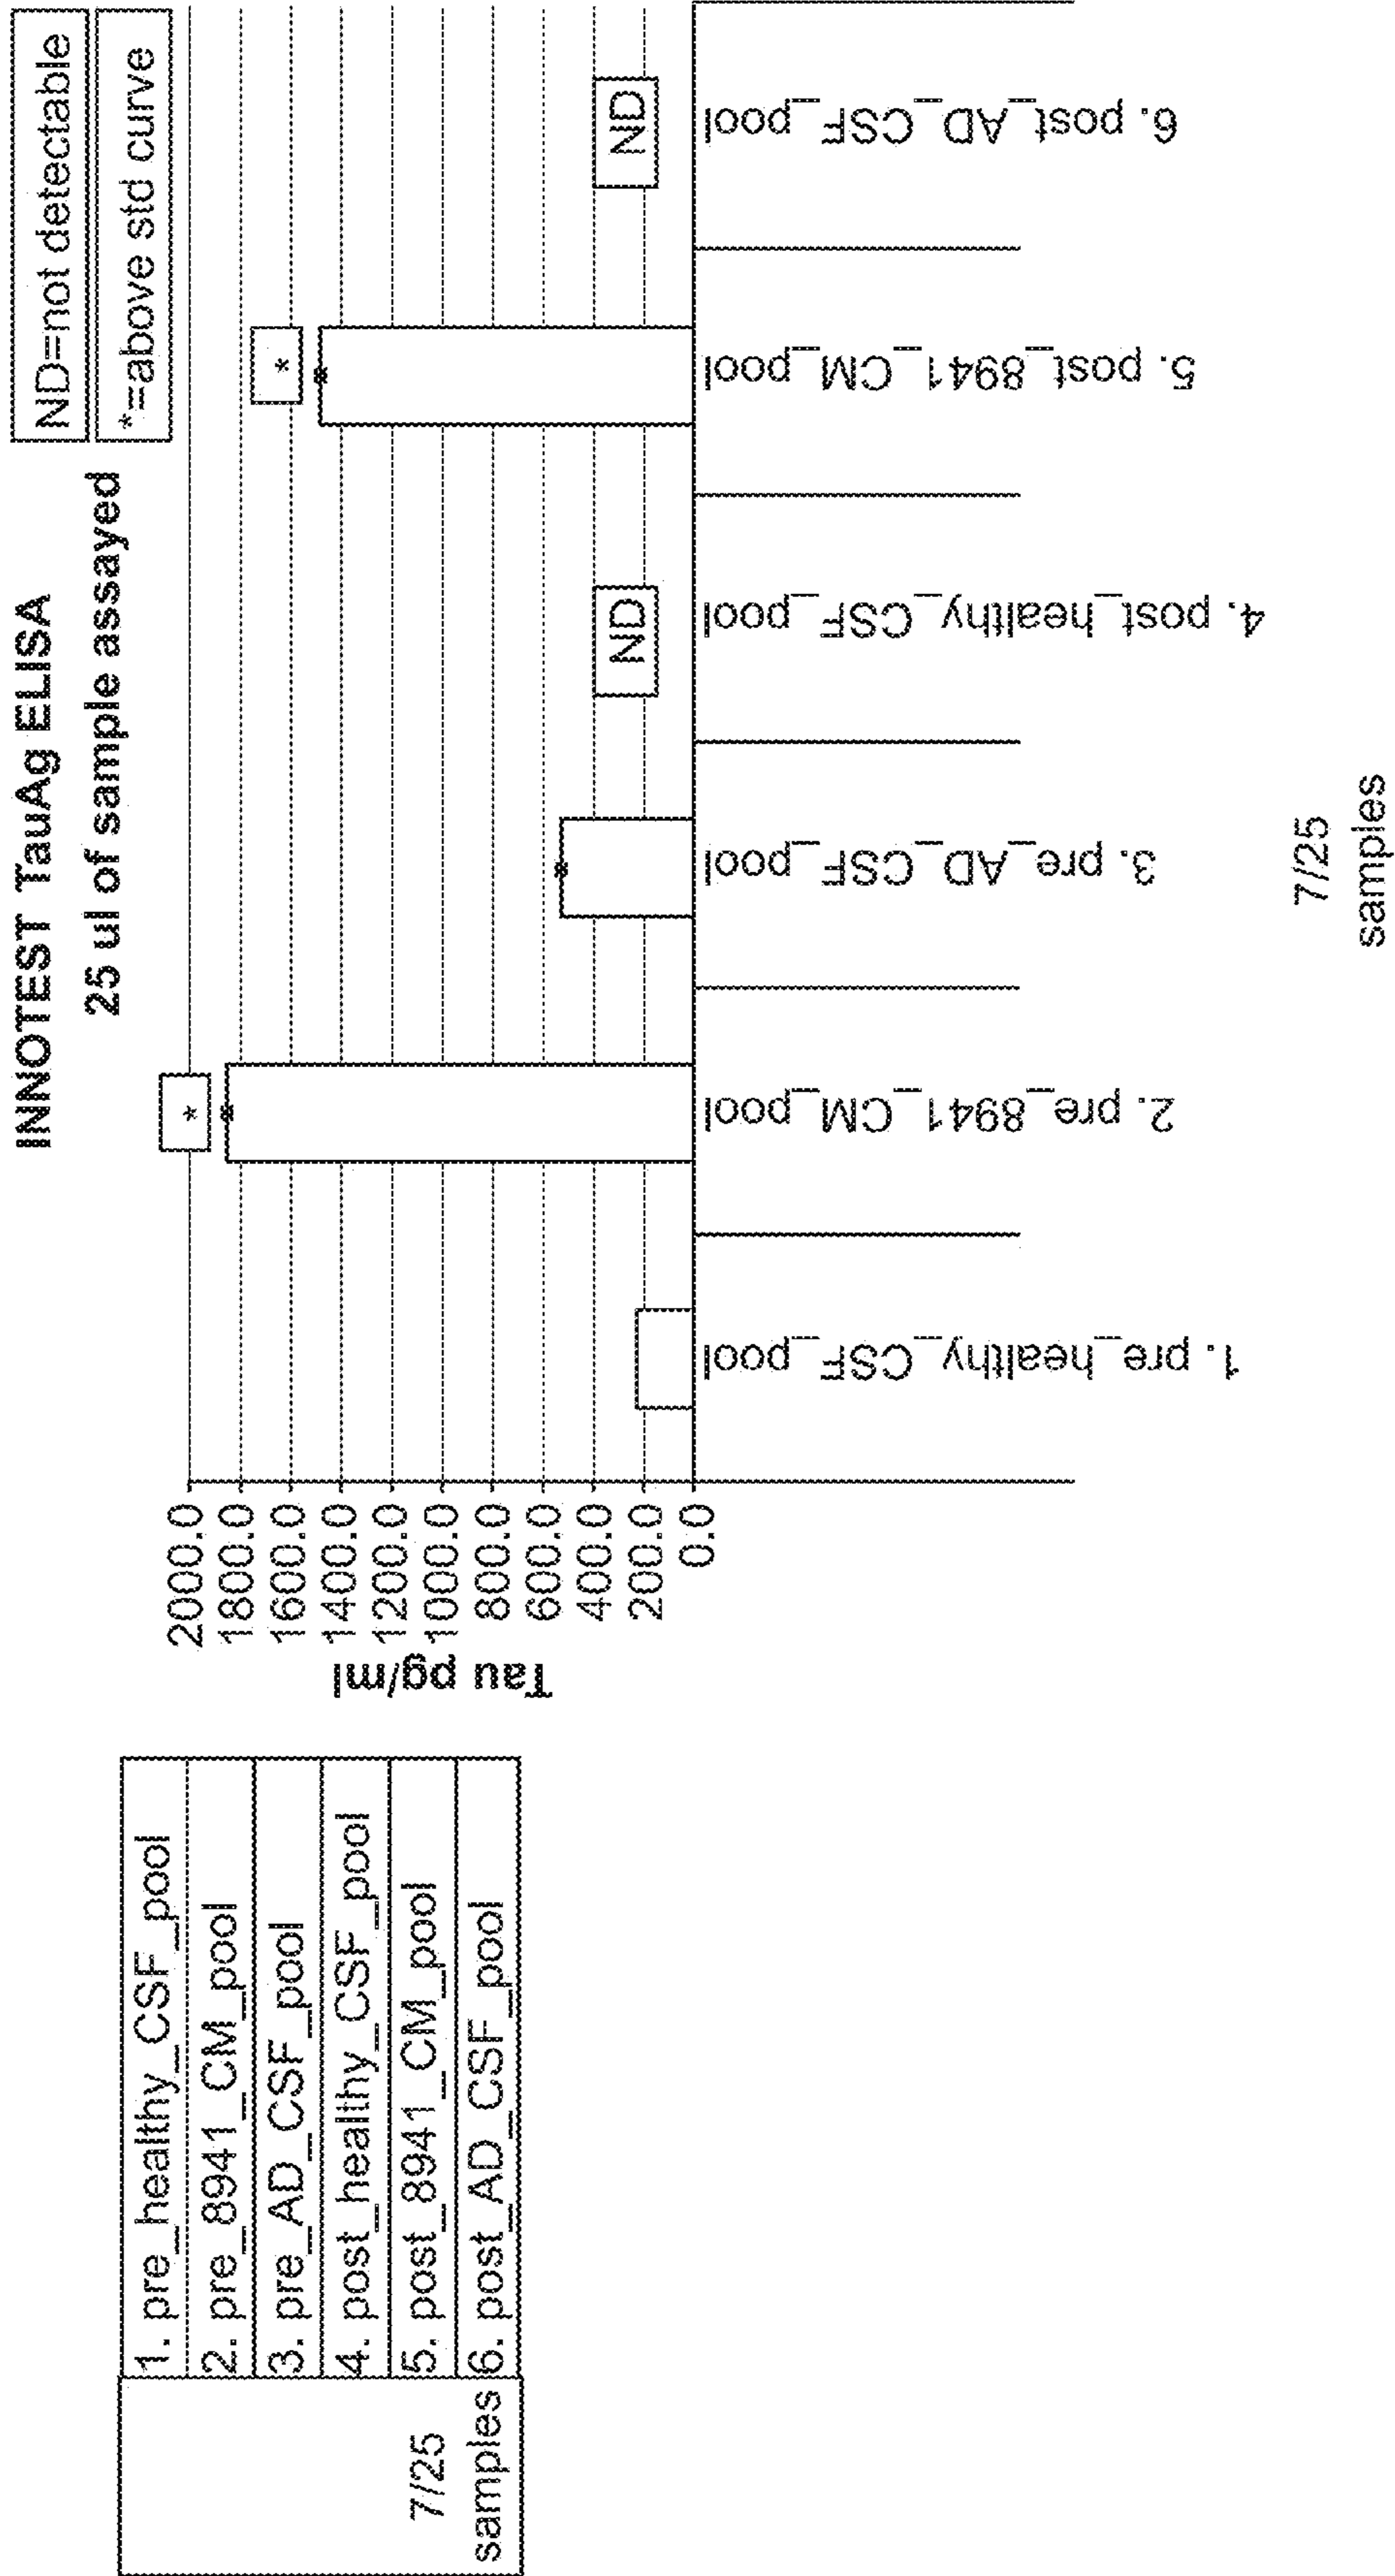 INNOTEST TauAg ELISA
25 ul of sample assayed
ND=not detectable
*=above std curve
7/25
samples
1. pre_healthy_CSF_pool
2. pre_8941_CM_pool
3. pre_AD_CSF_pool
4. post_healthy_CSF_pool
5. post_8941_CM_pool
6. post_AD_CSF_pool
Tau pg/ml
2000.0
1800.0
1600.0
1400.0
1200.0
1000.0
800.0
600.0
400.0
200.0
0.0
*
ND
*
ND
1. pre_healthy_CSF_pool
2. pre_8941_CM_pool
3. pre_AD_CSF_pool
4. post_healthy_CSF_pool
5. post_8941_CM_pool
6. post_AD_CSF_pool
7/25
samples